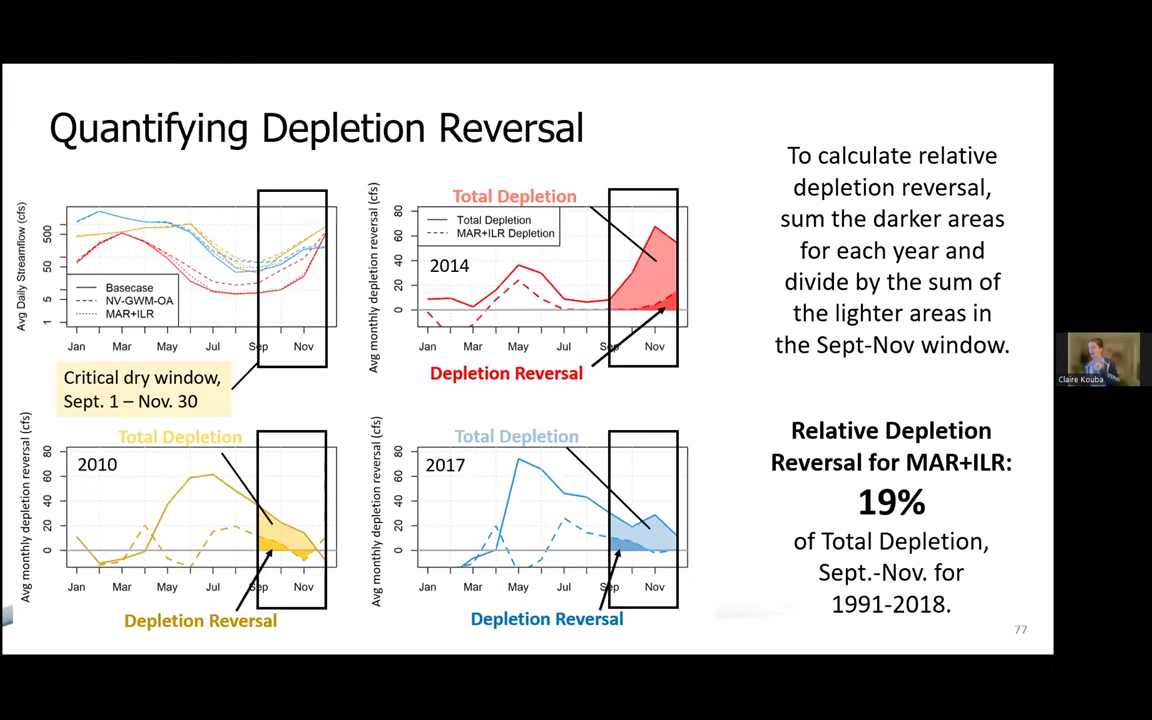 Quantifying Depletion Reversal
Avg Daily Streamflow (cfs)
500
50
5
1
Basecase
NV-GWM-OA
MAR+ILR
Jan Mar May Jul Sep Nov
Critical dry window,
Sept. 1 – Nov. 30
Total Depletion
Avg monthly depletion reversal (cfs)
80
60
40
20
0
Total Depletion
MAR+ILR Depletion
2014
Jan Mar May Jul Sep Nov
Depletion Reversal
Total Depletion
Avg monthly depletion reversal (cfs)
80
60
40
20
0
2010
Jan Mar May Jul Sep Nov
Depletion Reversal
Total Depletion
Avg monthly depletion reversal (cfs)
80
60
40
20
0
2017
Jan Mar May Jul Sep Nov
Depletion Reversal
To calculate relative
depletion reversal,
sum the darker areas
for each year and
divide by the sum of
the lighter areas in
the Sept-Nov window.
Relative Depletion
Reversal for MAR+ILR:
19%
of Total Depletion,
Sept.-Nov. for
1991-2018.
77
Claire Kouba